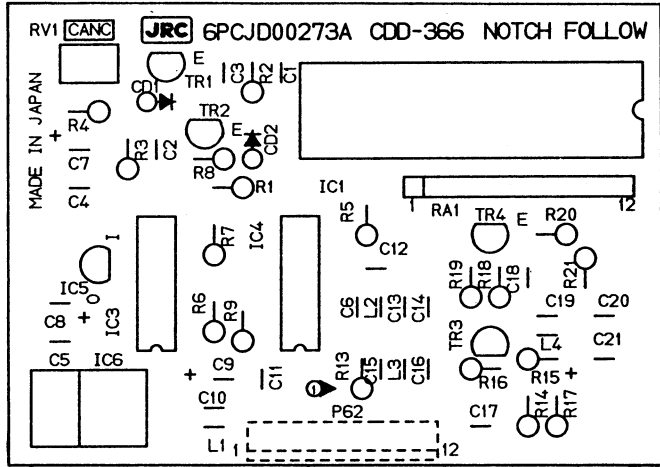 RV1 CANC JRC 6PCJD00273A CDD-366 NOTCH FOLLOW
E
TR1
C3
R2
C1
CD1
MADE IN JAPAN
R4
+
TR2
E
CD2
R3
C2
C7
R8
C4
R1
IC1
1
RA1
12
R5
TR4
E
R20
I
R7
IC4
C12
R21
O
IC5
R19
R18
C18
+
C8
IC3
R6
R9
C6
L2
C13
C14
C19
C20
TR3
L4
C21
C5
IC6
+
C9
C11
R13
C15
L3
C16
R16
R15
+
1
C10
P62
C17
R14
R17
L1
1
12